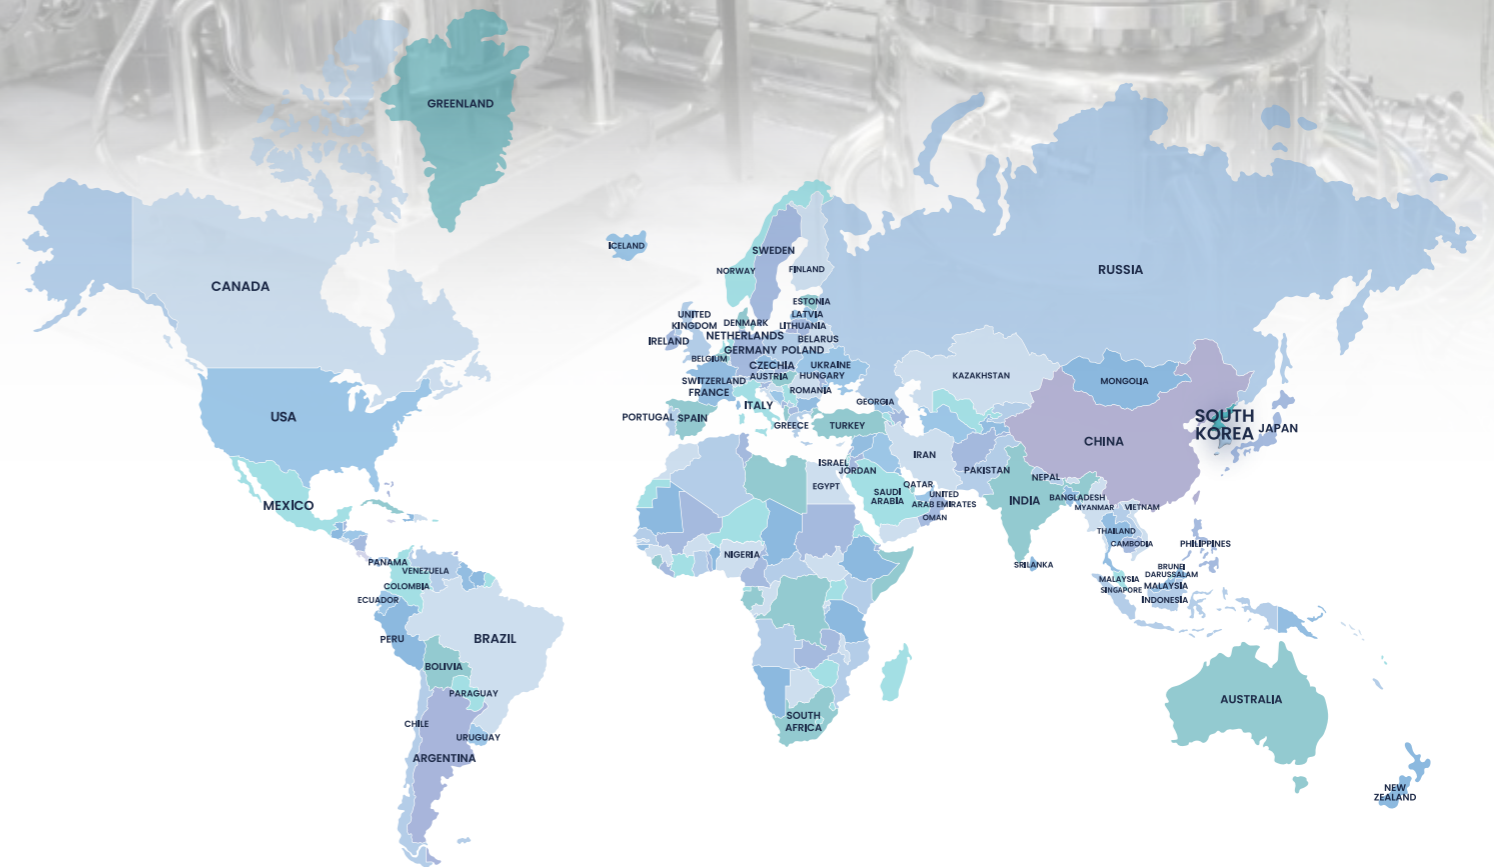 GREENLAND
ICELAND
SWEDEN
NORWAY
FINLAND
RUSSIA
CANADA
ESTONIA
LATVIA
LITHUANIA
UNITED
KINGDOM
DENMARK
NETHERLANDS
BELARUS
IRELAND
GERMANY
POLAND
BELGIUM
CZECHIA
UKRAINE
AUSTRIA
HUNGARY
SWITZERLAND
FRANCE
ROMANIA
KAZAKHSTAN
MONGOLIA
ITALY
GEORGIA
USA
PORTUGAL
SPAIN
GREECE
TURKEY
SOUTH
KOREA
JAPAN
CHINA
IRAN
ISRAEL
JORDAN
PAKISTAN
NEPAL
EGYPT
QATAR
SAUDI
ARABIA
UNITED
ARAB EMIRATES
OMAN
INDIA
BANGLADESH
MYANMAR
VIETNAM
MEXICO
THAILAND
CAMBODIA
PHILIPPINES
NIGERIA
PANAMA
VENEZUELA
COLOMBIA
ECUADOR
SRILANKA
BRUNEI
DARUSSALAM
MALAYSIA
MALAYSIA
SINGAPORE
INDONESIA
PERU
BRAZIL
BOLIVIA
PARAGUAY
CHILE
URUGUAY
ARGENTINA
SOUTH
AFRICA
AUSTRALIA
NEW
ZEALAND